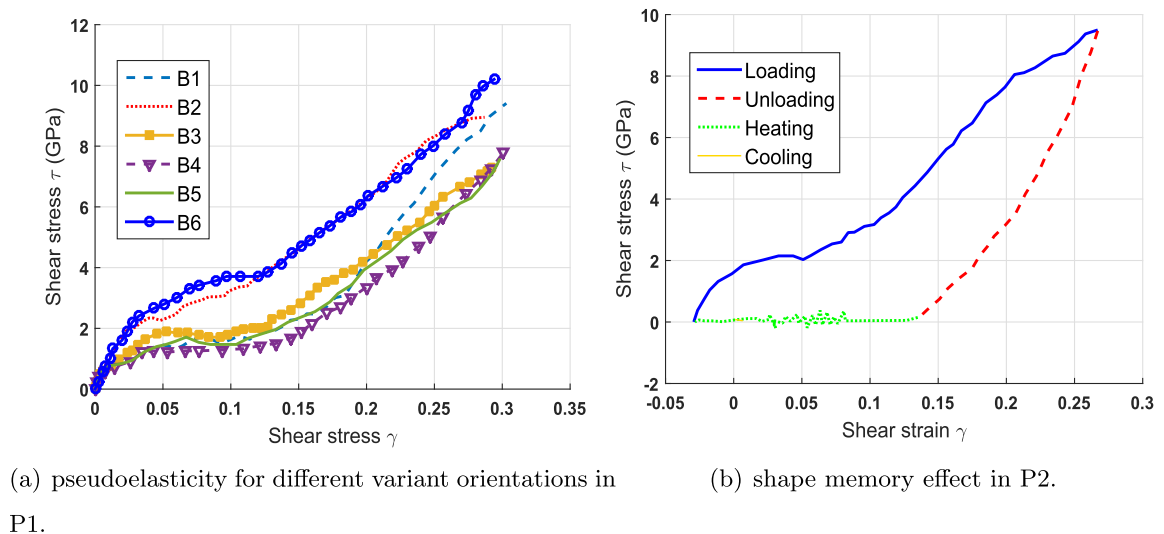 12
10
8
6
4
2
0
Shear stress τ (GPa)
B1
B2
B3
B4
B5
B6
0
0.05
0.1
0.15
0.2
0.25
0.3
0.35
Shear stress γ
10
8
6
4
2
0
-2
Shear stress τ (GPa)
Loading
Unloading
Heating
Cooling
-0.05
0
0.05
0.1
0.15
0.2
0.25
0.3
Shear strain γ
(a) pseudoelasticity for different variant orientations in
P1.
(b) shape memory effect in P2.